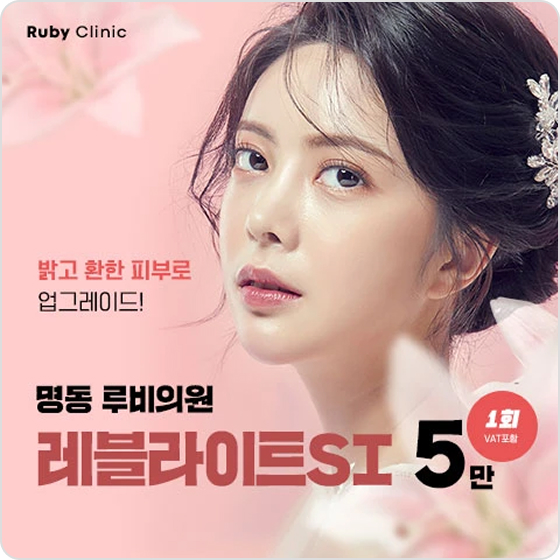 Ruby Clinic
밝고 환한 피부로
업그레이드!
명동 루비의원
레블라이트SI 5만
1회
VAT포함